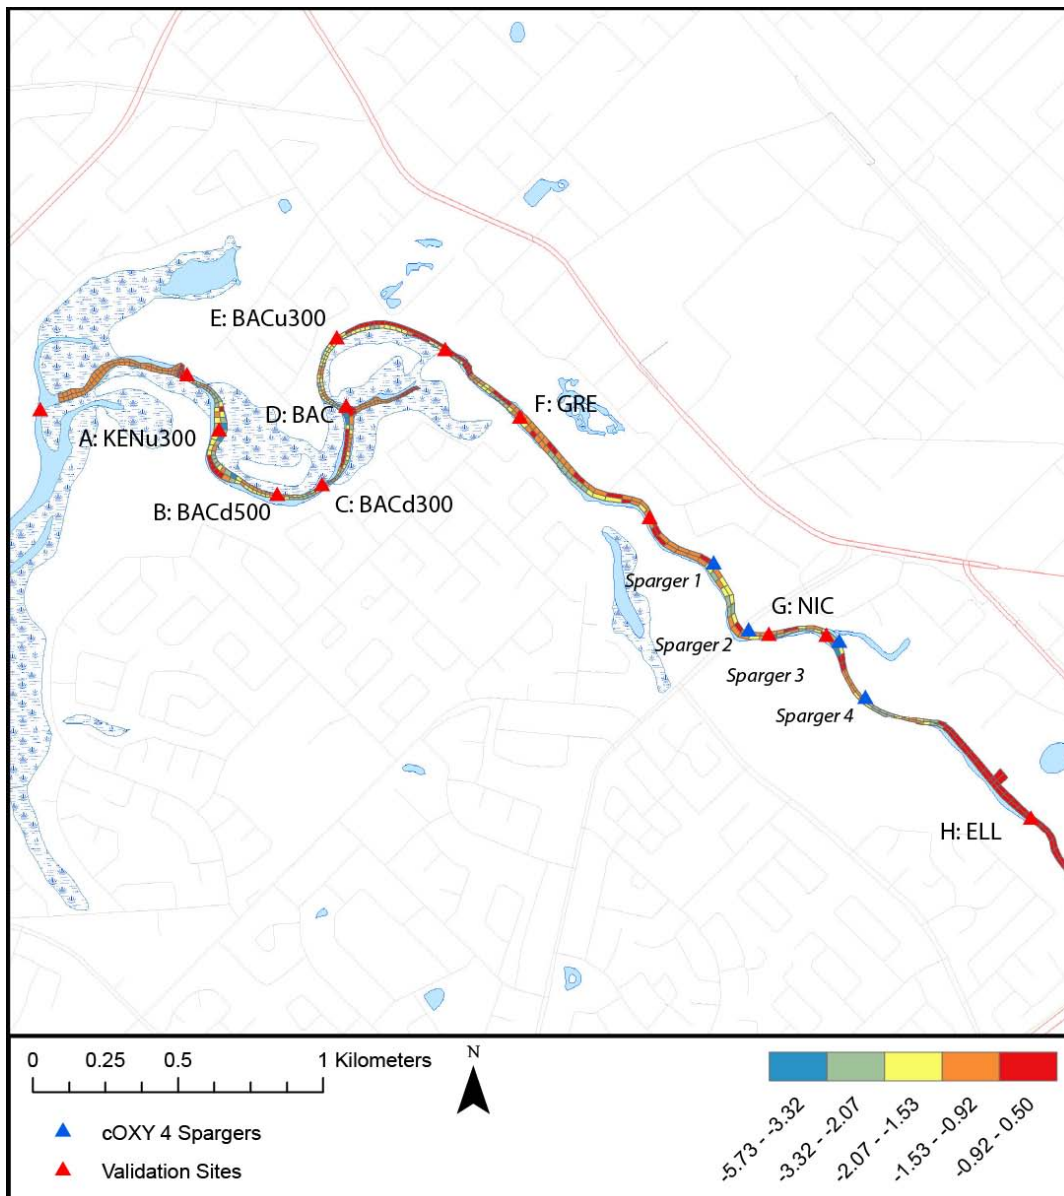 E: BACu300
D: BAC
F: GRE
A: KENu300
B: BACd500
C: BACd300
Sparger 1
G: NIC
Sparger 2
Sparger 3
Sparger 4
H: ELL
0 0.25 0.5 1 Kilometers
N
cOXY 4 Spargers
Validation Sites
-5.73 - -3.32
-3.32 - -2.07
-2.07 - -1.53
-1.53 - -0.92
-0.92 - 0.50